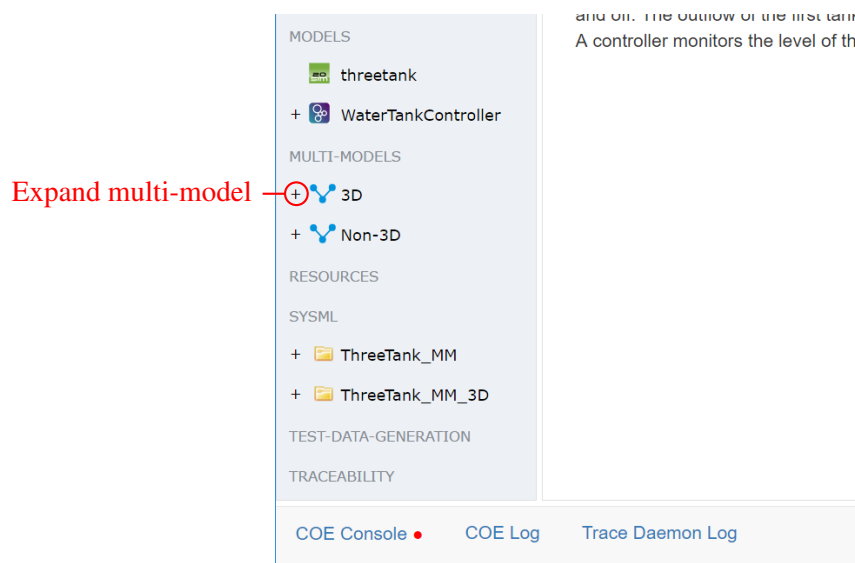 and off. The outflow of the first tank
MODELS
A controller monitors the level of th
threetank
+ WaterTankController
MULTI-MODELS
Expand multi-model
+ 3D
+ Non-3D
RESOURCES
SYSML
+ ThreeTank_MM
+ ThreeTank_MM_3D
TEST-DATA-GENERATION
TRACEABILITY
COE Console COE Log Trace Daemon Log